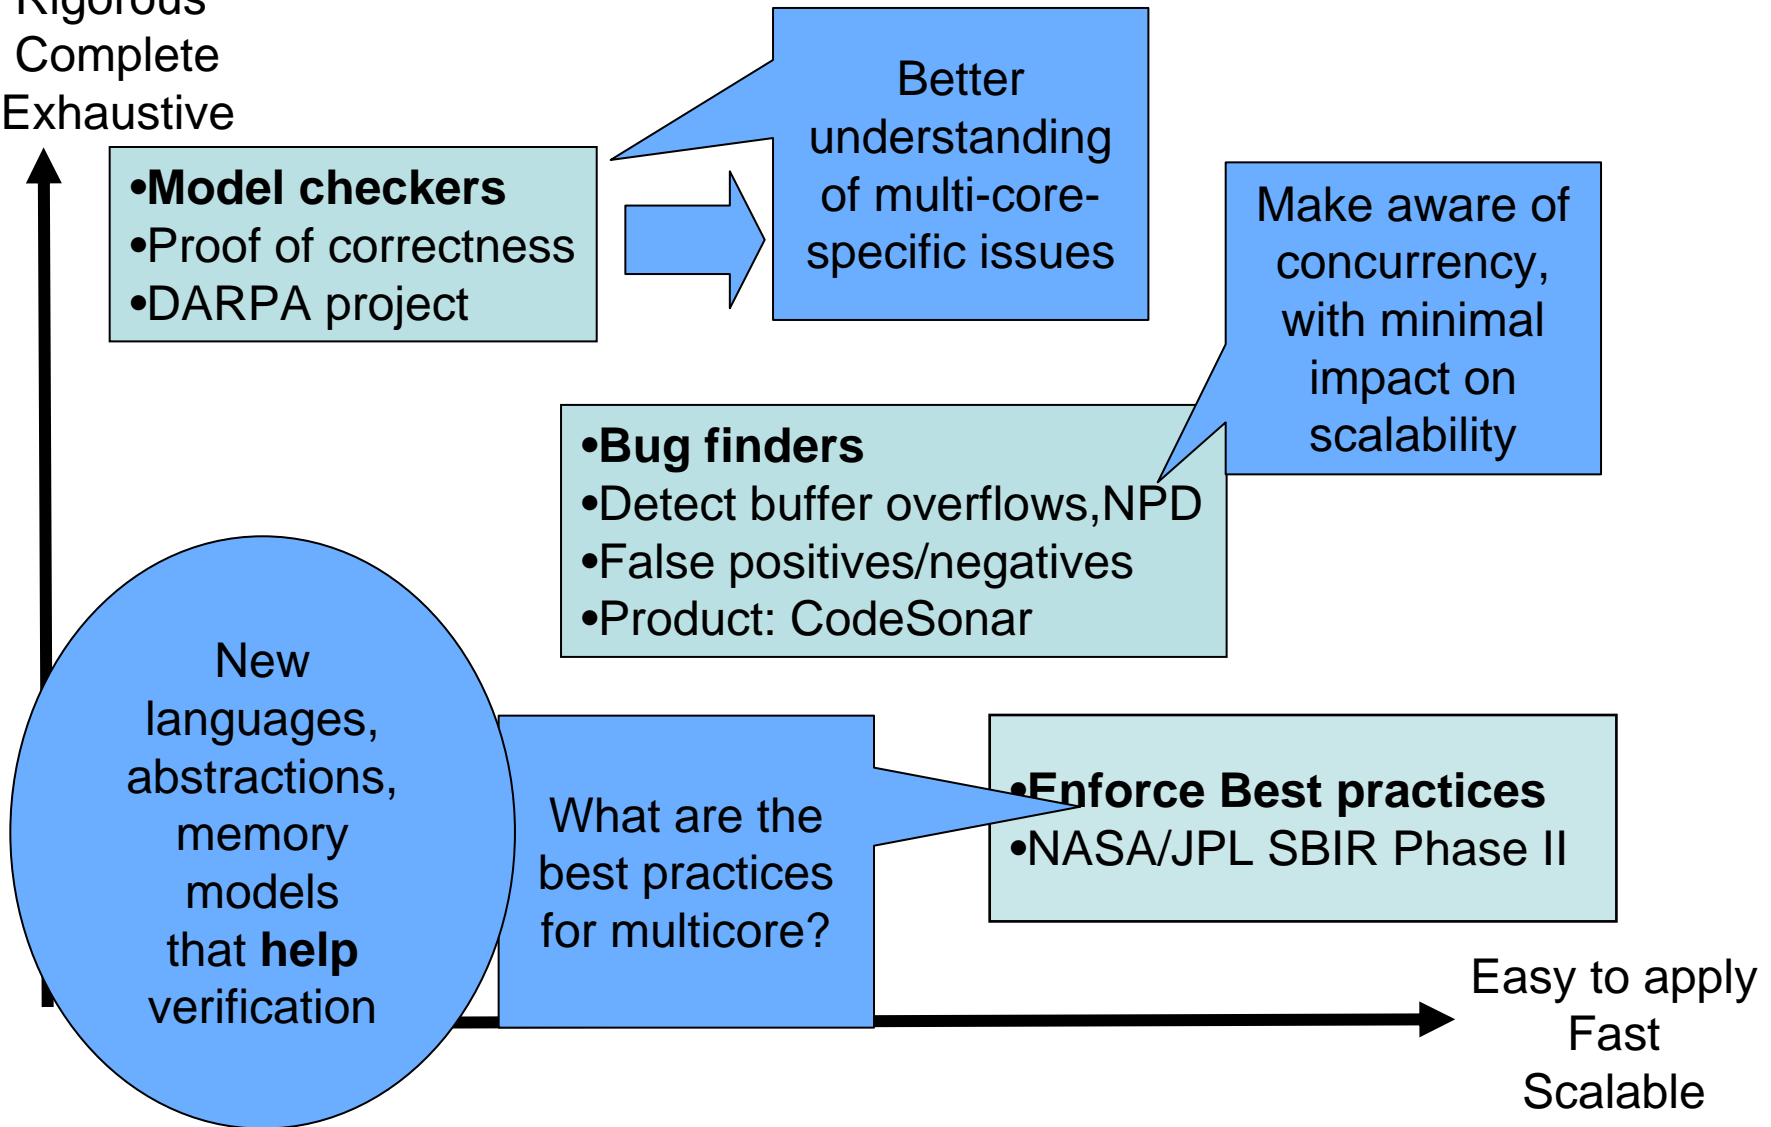 Rigorous
Complete
Exhaustive
•Model checkers
•Proof of correctness
•DARPA project
Better
understanding
of multi-core-
specific issues
Make aware of
concurrency,
with minimal
impact on
scalability
•Bug finders
•Detect buffer overflows,NPD
•False positives/negatives
•Product: CodeSonar
New
languages,
abstractions,
memory
models
that help
verification
What are the
best practices
for multicore?
•Enforce Best practices
•NASA/JPL SBIR Phase II
Easy to apply
Fast
Scalable